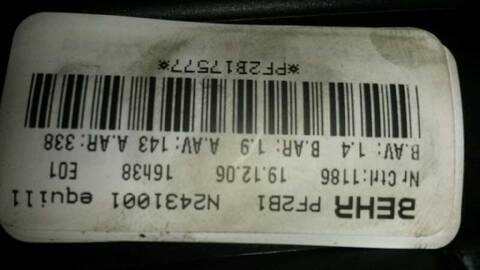 BEHR PF2B1 N2431001 equill
Nr Ctrl:1186 19.12.06 16h38 E01
B.AV: 1.4 B.AR: 1.9 A.AV:143 A.AR:338
*PF2B17577*